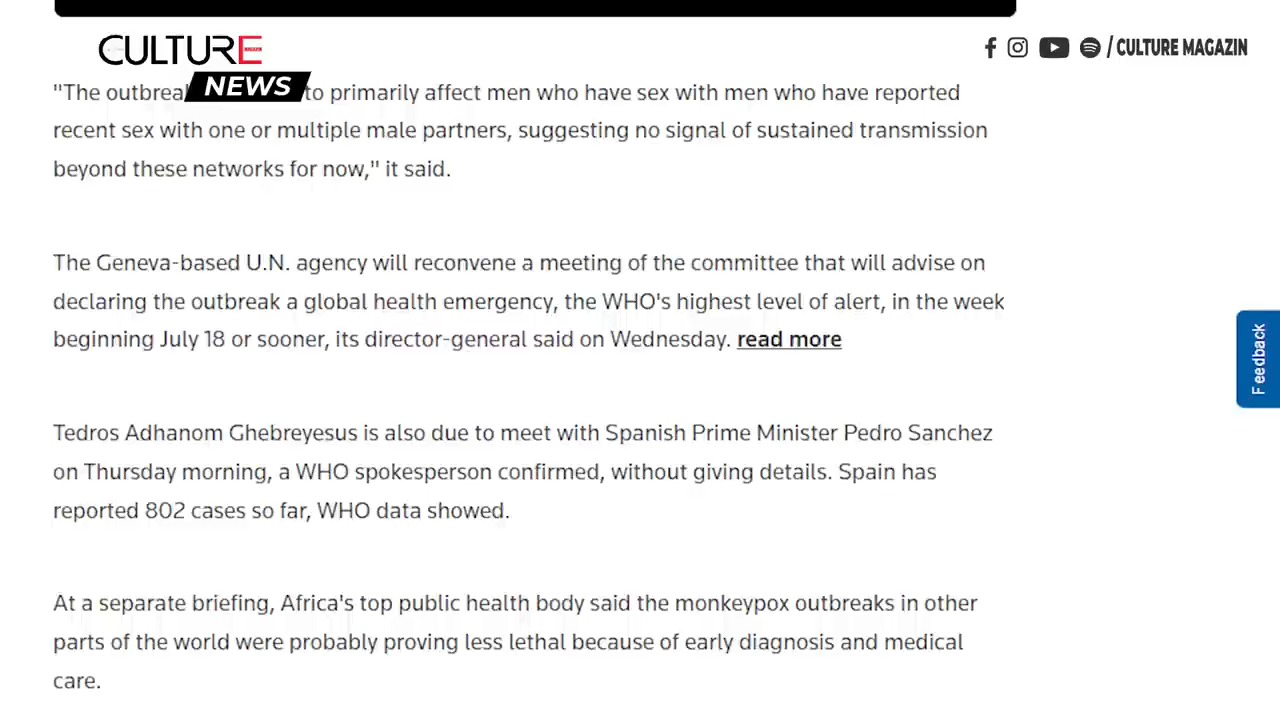 CULTURE
NEWS
/ CULTURE MAGAZIN
"The outbrea to primarily affect men who have sex with men who have reported
recent sex with one or multiple male partners, suggesting no signal of sustained transmission
beyond these networks for now," it said.
The Geneva-based U.N. agency will reconvene a meeting of the committee that will advise on
declaring the outbreak a global health emergency, the WHO's highest level of alert, in the week
beginning July 18 or sooner, its director-general said on Wednesday. read more
Feedback
Tedros Adhanom Ghebreyesus is also due to meet with Spanish Prime Minister Pedro Sanchez
on Thursday morning, a WHO spokesperson confirmed, without giving details. Spain has
reported 802 cases so far, WHO data showed.
At a separate briefing, Africa's top public health body said the monkeypox outbreaks in other
parts of the world were probably proving less lethal because of early diagnosis and medical
care.